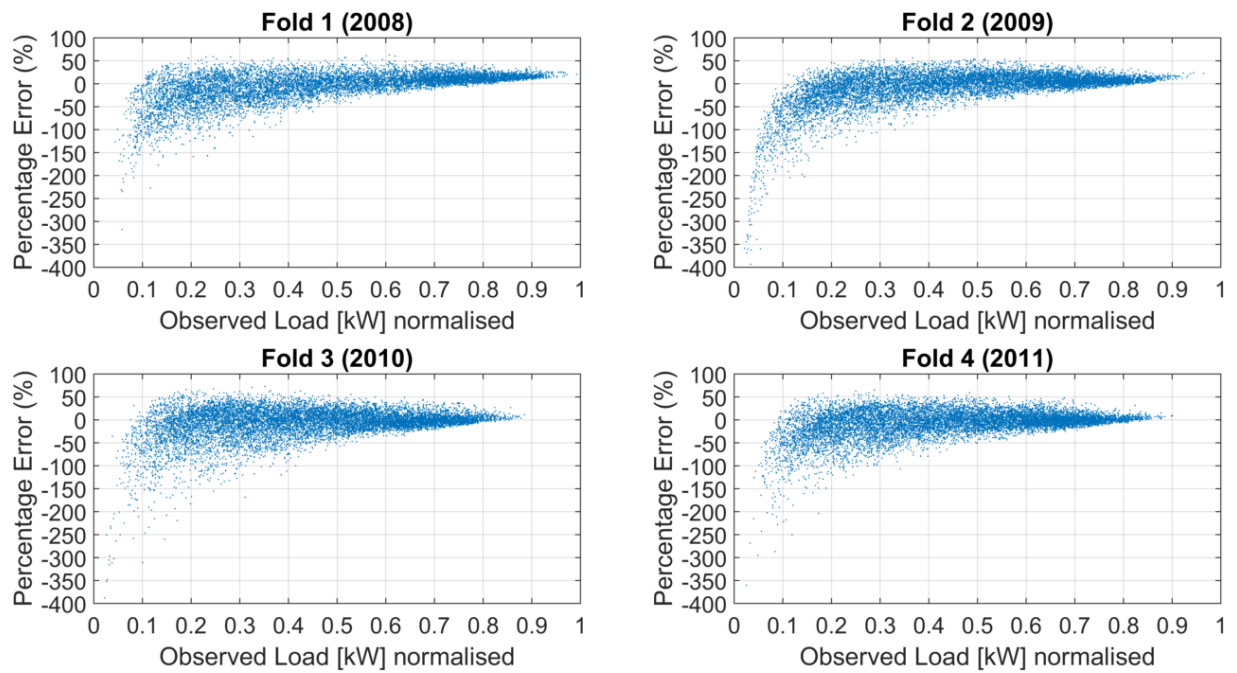 Fold 1 (2008)
Percentage Error (%)
100
50
0
-50
-100
-150
-200
-250
-300
-350
-400
0 0.1 0.2 0.3 0.4 0.5 0.6 0.7 0.8 0.9 1
Observed Load [kW] normalised
Fold 2 (2009)
Percentage Error (%)
100
50
0
-50
-100
-150
-200
-250
-300
-350
-400
0 0.1 0.2 0.3 0.4 0.5 0.6 0.7 0.8 0.9 1
Observed Load [kW] normalised
Fold 3 (2010)
Percentage Error (%)
100
50
0
-50
-100
-150
-200
-250
-300
-350
-400
0 0.1 0.2 0.3 0.4 0.5 0.6 0.7 0.8 0.9 1
Observed Load [kW] normalised
Fold 4 (2011)
Percentage Error (%)
100
50
0
-50
-100
-150
-200
-250
-300
-350
-400
0 0.1 0.2 0.3 0.4 0.5 0.6 0.7 0.8 0.9 1
Observed Load [kW] normalised